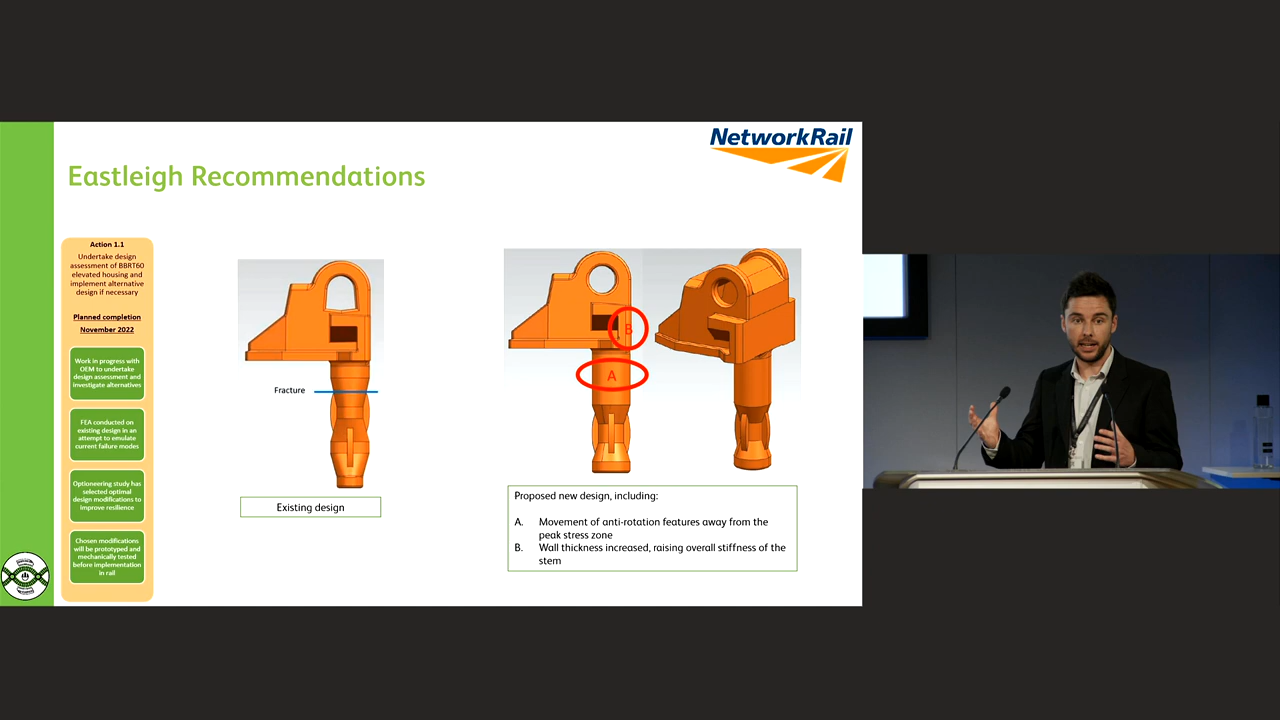 NetworkRail
Eastleigh Recommendations
Action 1.1
Undertake design
assessment of BBRT60
elevated housing and
implement alternative
design if necessary
Planned completion
November 2022
Work in progress with
OEM to undertake
design assessment and
investigate alternatives
FEA conducted on
existing design in an
attempt to emulate
current failure modes
Optioneering study has
selected optimal
design modifications to
improve resilience
Chosen modifications
will be prototyped and
mechanically tested
before implementation
in rail
Fracture
Existing design
B
A
Proposed new design, including:
A. Movement of anti-rotation features away from the
peak stress zone
B. Wall thickness increased, raising overall stiffness of the
stem